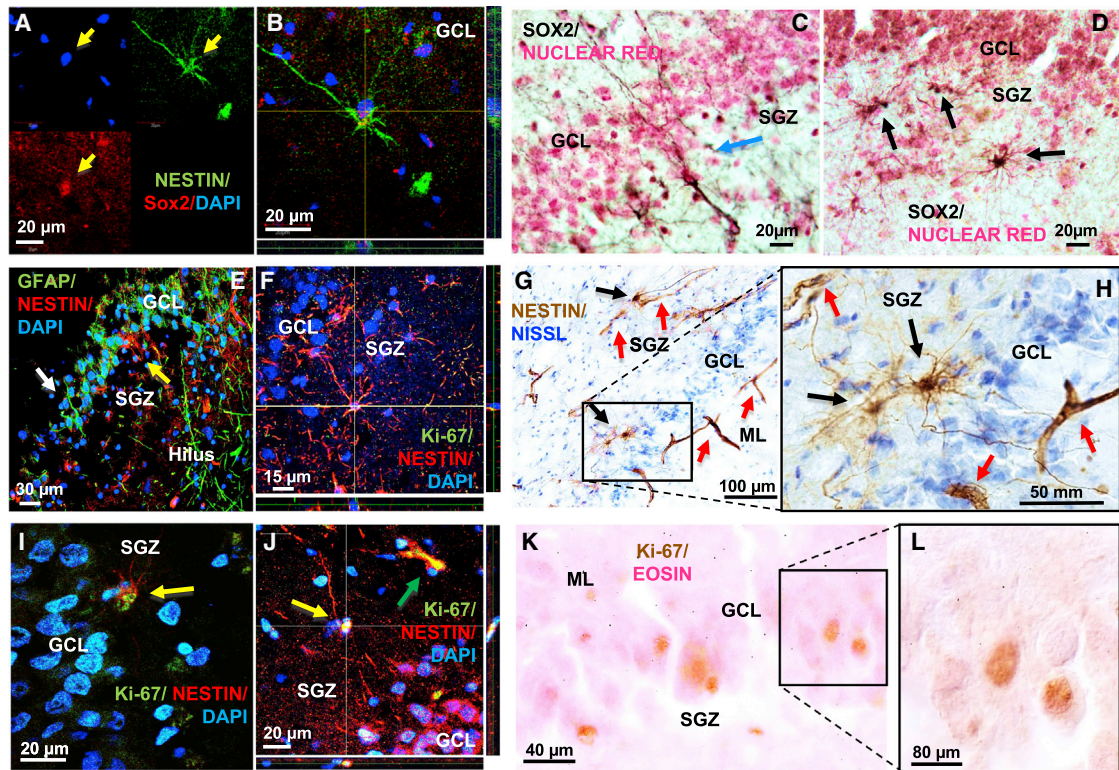 A
NESTIN/
Sox2/DAPI
20 µm
B
GCL
20 µm
C
SOX2/
NUCLEAR RED
GCL
SGZ
20µm
D
GCL
SGZ
SOX2/
NUCLEAR RED
20µm
GFAP/
NESTIN/
DAPI
E
GCL
SGZ
Hilus
30 µm
F
GCL
SGZ
Ki-67/
NESTIN/
DAPI
15 µm
G
NESTIN/
NISSL
SGZ
GCL
ML
100 µm
H
SGZ
GCL
50 mm
I
SGZ
GCL
Ki-67/ NESTIN/
DAPI
20 µm
J
Ki-67/
NESTIN/
DAPI
SGZ
GCL
20 µm
K
Ki-67/
EOSIN
ML
GCL
SGZ
40 µm
L
80 µm